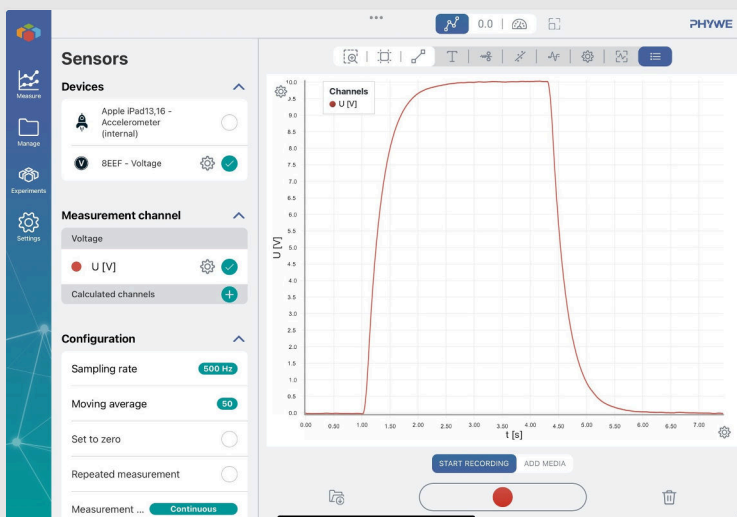 0.0
PHYWE
Measure
Manage
Experiments
Settings
Sensors
Devices
Apple iPad13,16 -
Accelerometer
(internal)
V
8EEF - Voltage
Measurement channel
Voltage
U [V]
Calculated channels
Configuration
Sampling rate
500 Hz
Moving average
50
Set to zero
Repeated measurement
Measurement ...
Continuous
T
Channels
U [V]
U [V]
10.0
9.5
9.0
8.5
8.0
7.5
7.0
6.5
6.0
5.5
5.0
4.5
4.0
3.5
3.0
2.5
2.0
1.5
1.0
0.5
0.0
0.00 0.50 1.00 1.50 2.00 2.50 3.00 3.50 4.00 4.50 5.00 5.50 6.00 6.50 7.00
t [s]
START RECORDING
ADD MEDIA